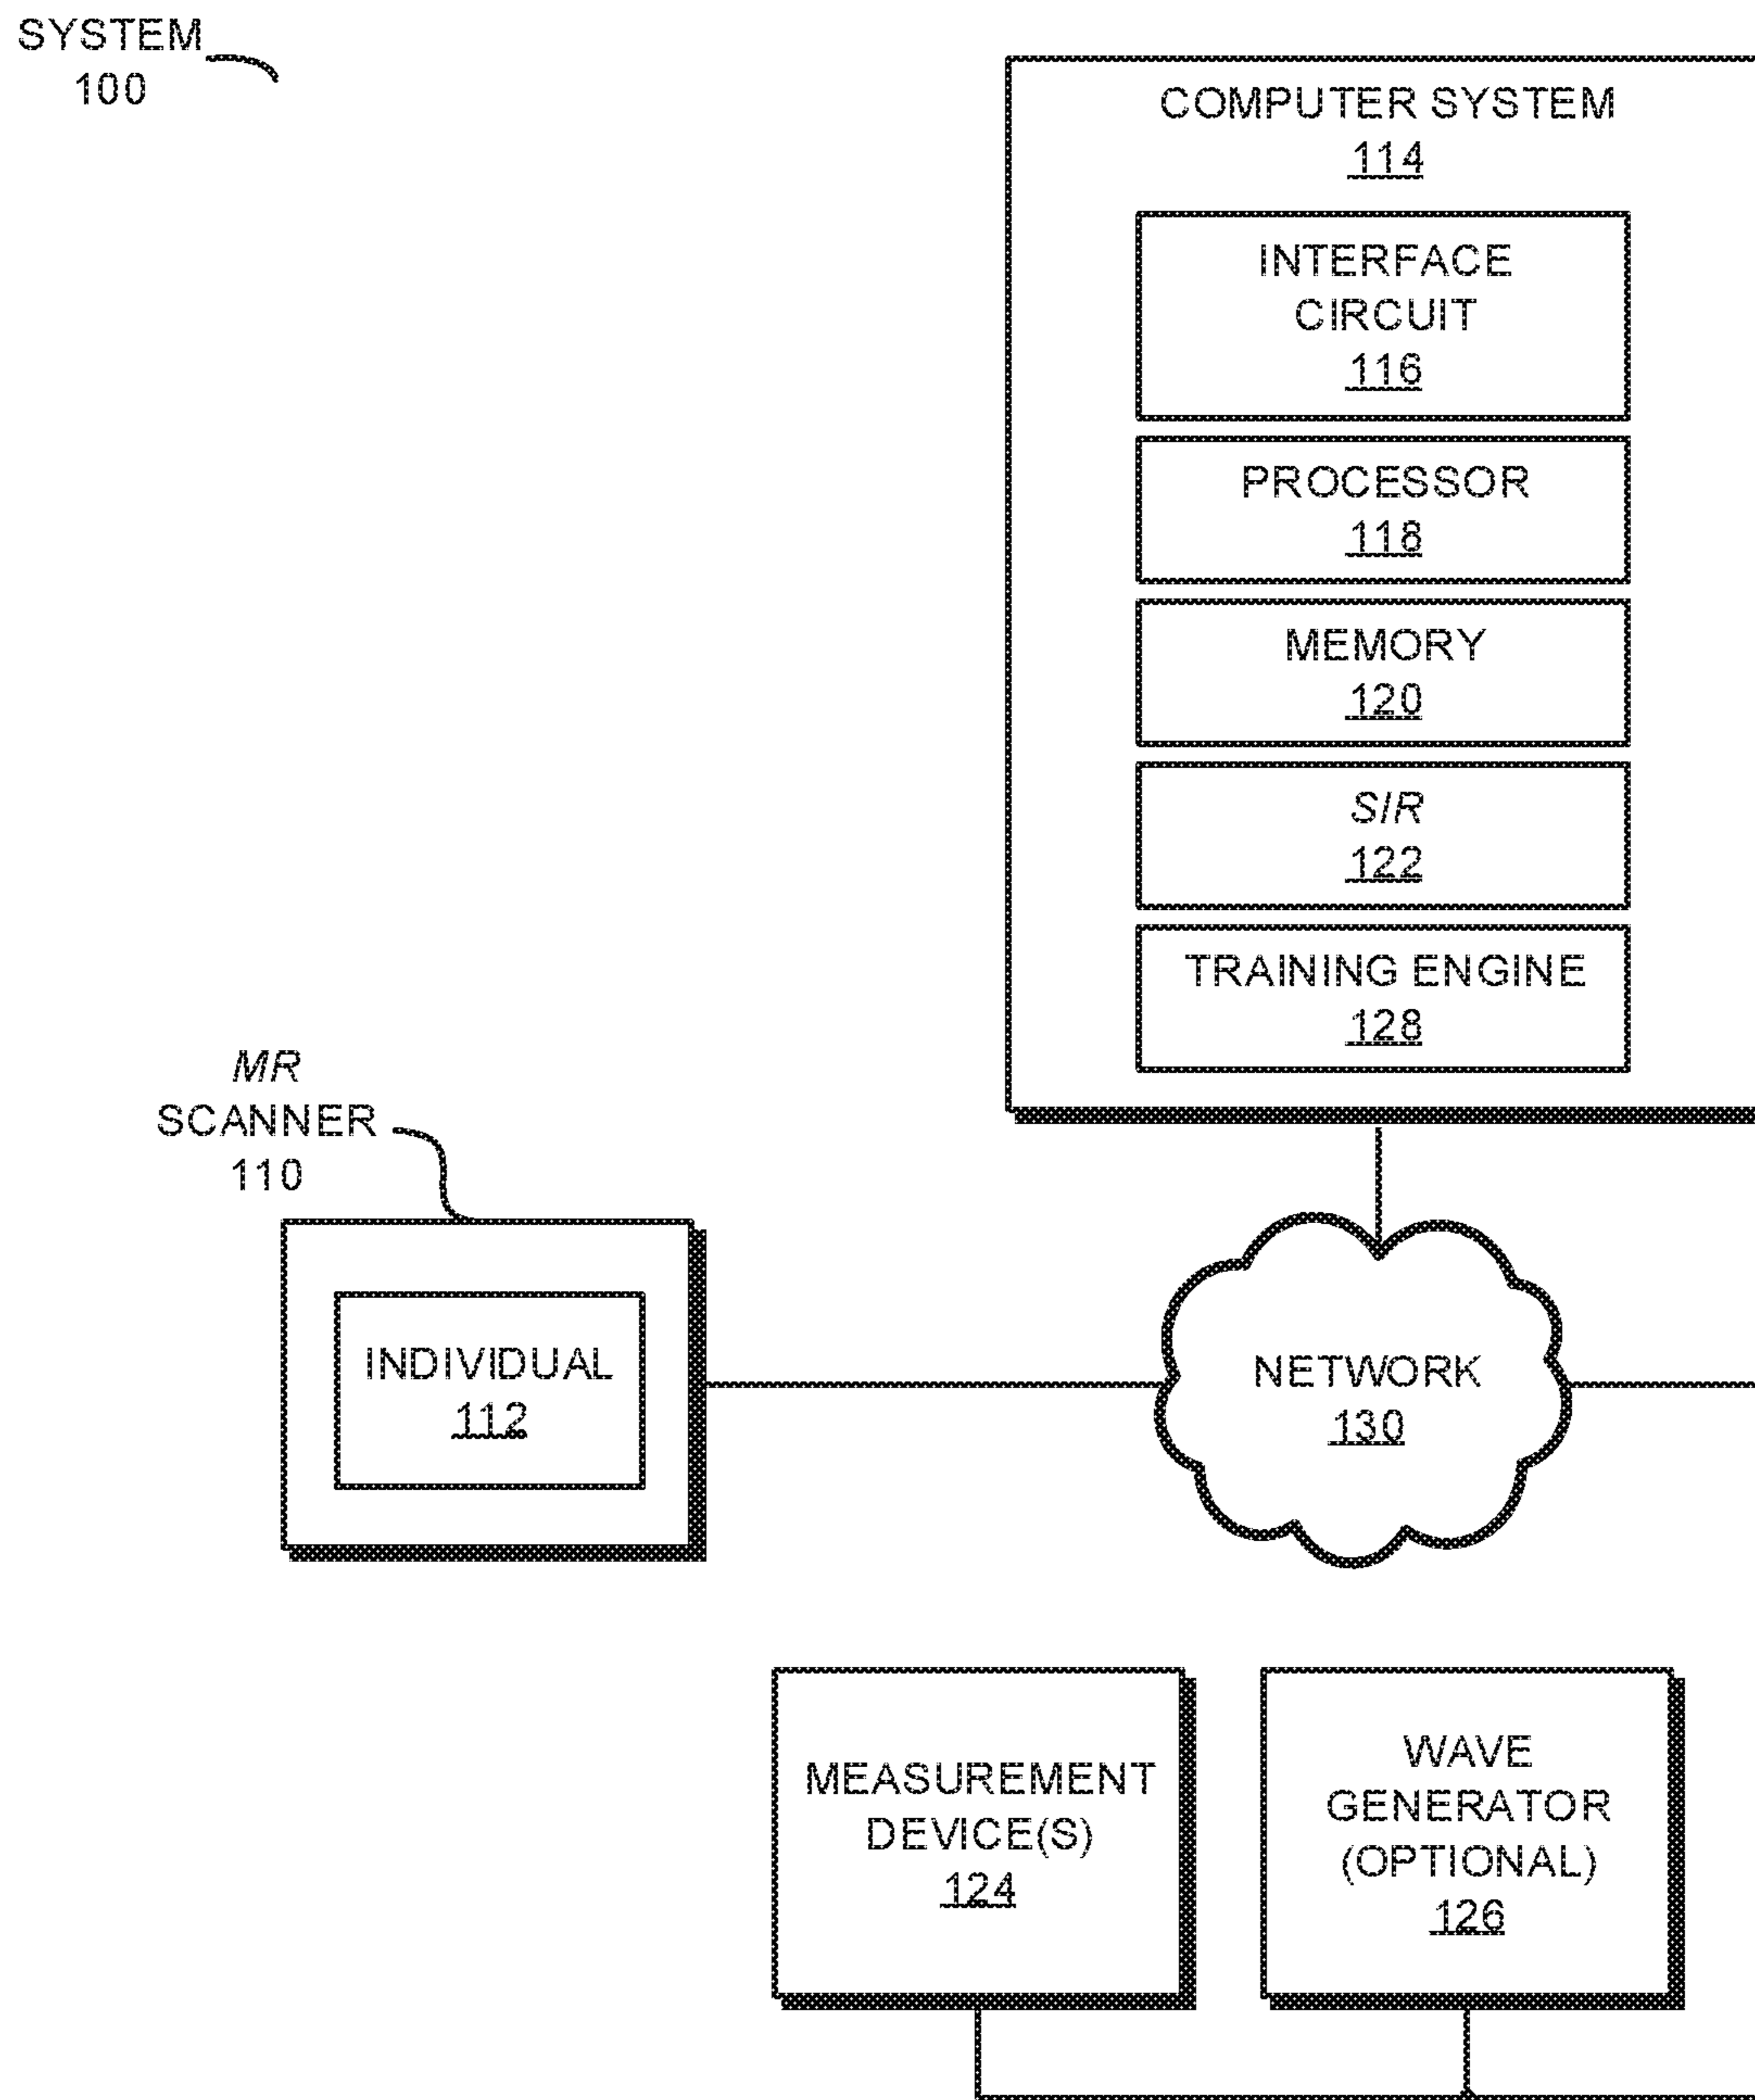 SYSTEM
100
COMPUTER SYSTEM
114
INTERFACE
CIRCUIT
116
PROCESSOR
118
MEMORY
120
SIR
122
TRAINING ENGINE
128
MR
SCANNER
110
INDIVIDUAL
112
NETWORK
130
MEASUREMENT
DEVICE(S)
124
WAVE
GENERATOR
(OPTIONAL)
126